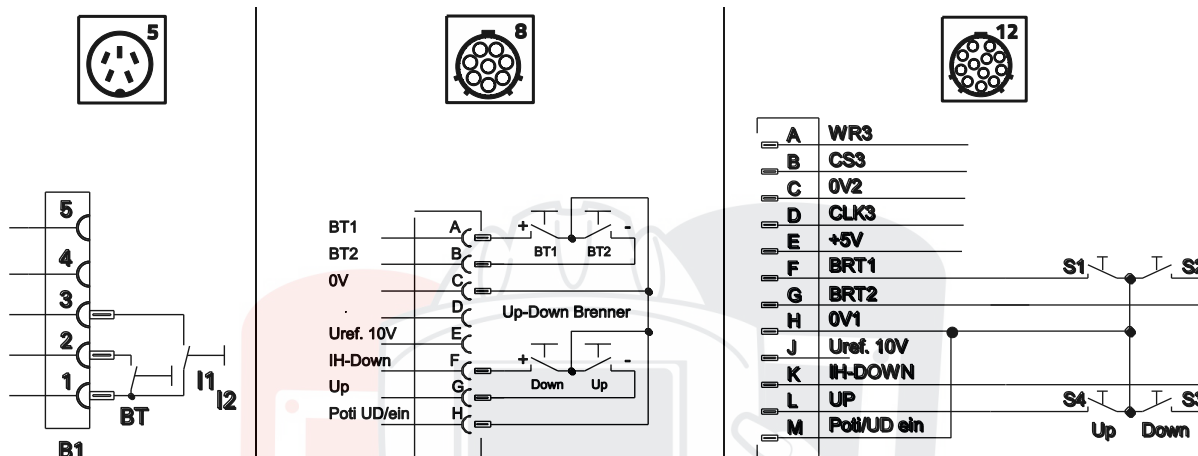 5
8
12
5
4
3
2
1
BT
I1
I2
B1
BT1
BT2
0V
.
Uref. 10V
IH-Down
Up
Poti UD/ein
A
B
C
D
E
F
G
H
+
-
BT1
BT2
Up-Down Brenner
+
-
Down
Up
A WR3
B CS3
C 0V2
D CLK3
E +5V
F BRT1
G BRT2
H 0V1
J Uref. 10V
K IH-DOWN
L UP
M Poti/UD ein
S1
S4
Up
Down